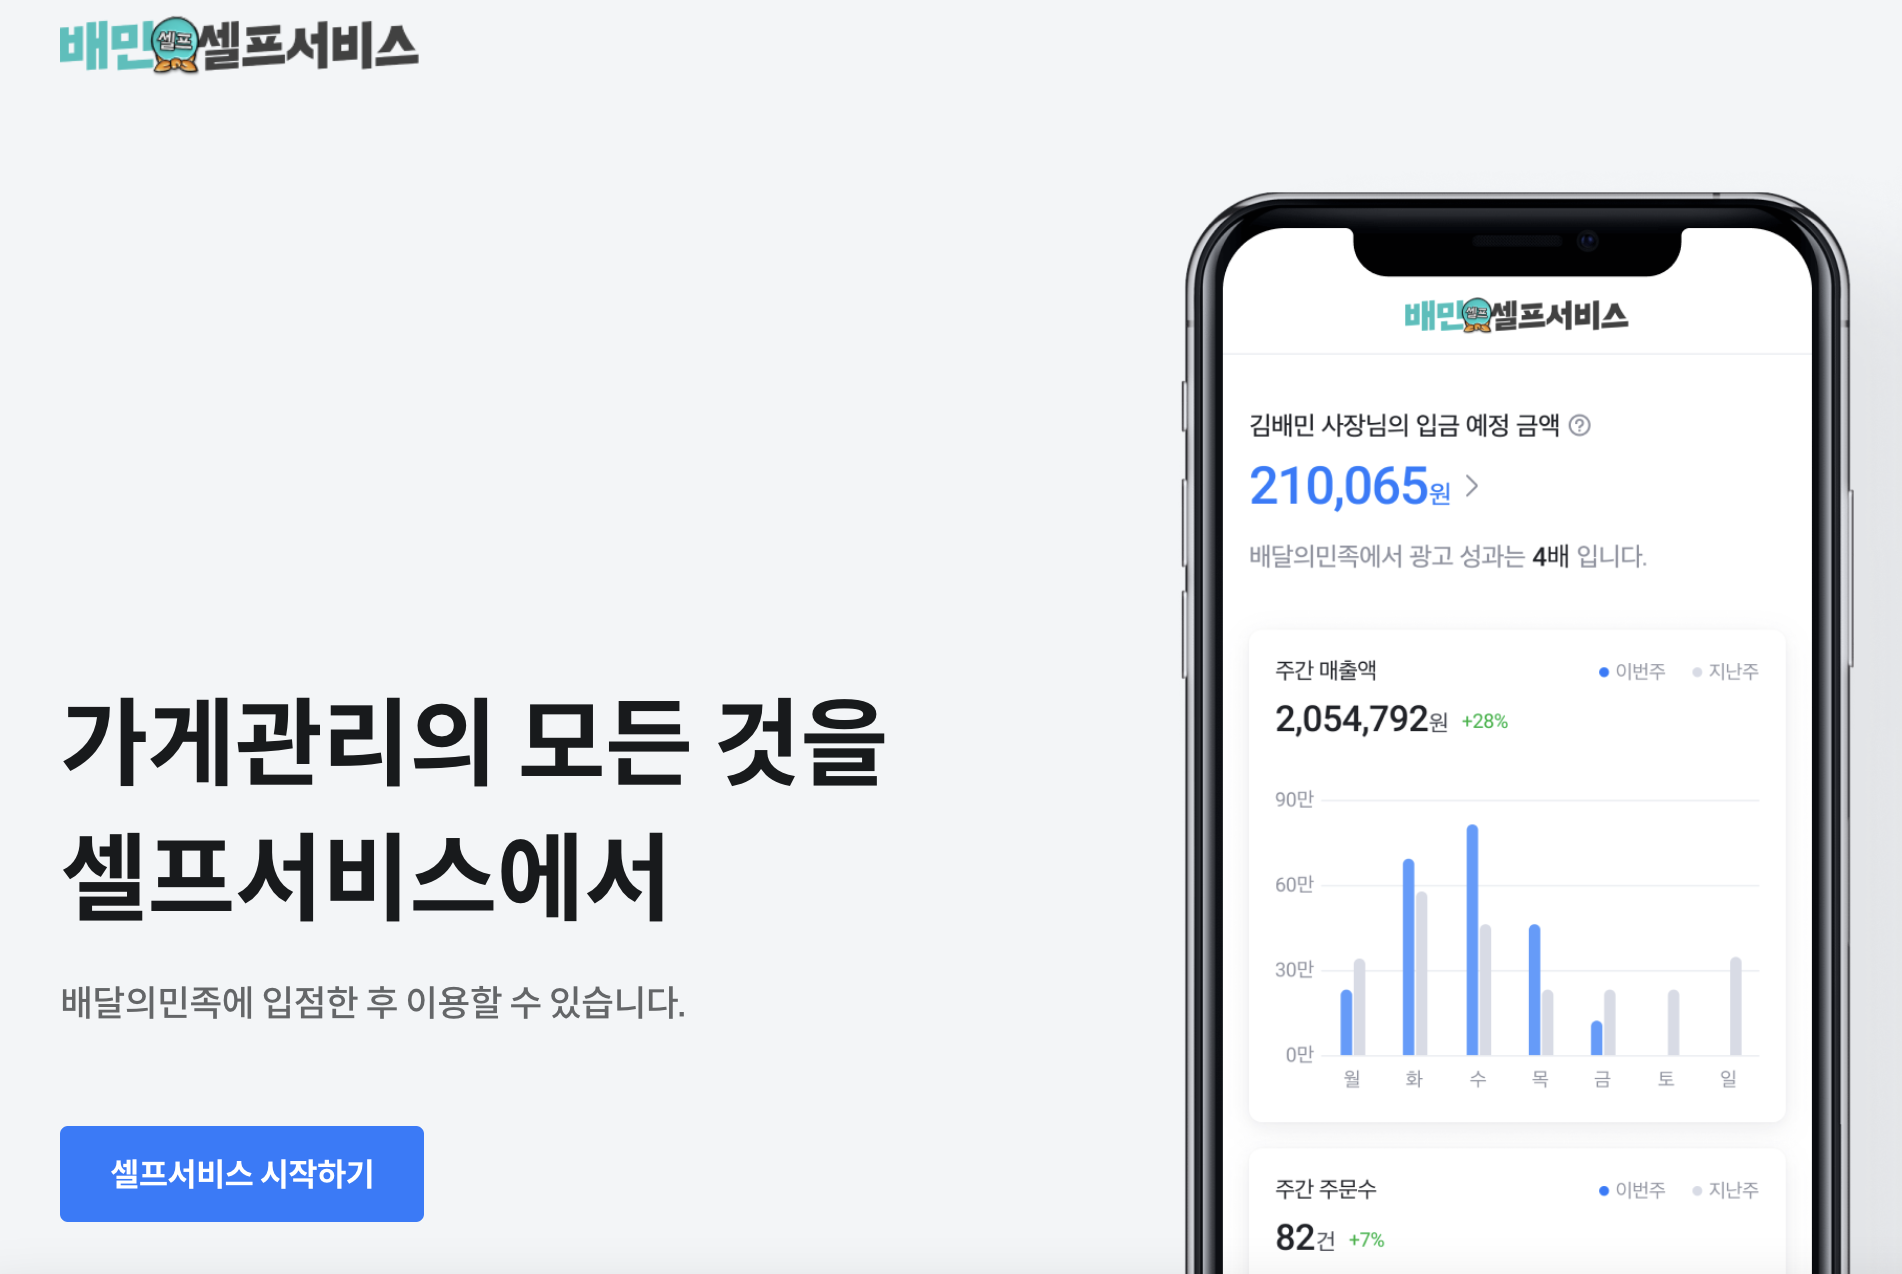 배민셀프셀프서비스
가게관리의 모든 것을
셀프서비스에서
배달의민족에 입점한 후 이용할 수 있습니다.
셀프서비스 시작하기
배민셀프셀프서비스
김배민 사장님의 입금 예정 금액 ?
210,065원 >
배달의민족에서 광고 성과는 4배 입니다.
주간 매출액
이번주 지난주
2,054,792원 +28%
90만
60만
30만
0만
월 화 수 목 금 토 일
주간 주문수
이번주 지난주
82건 +7%